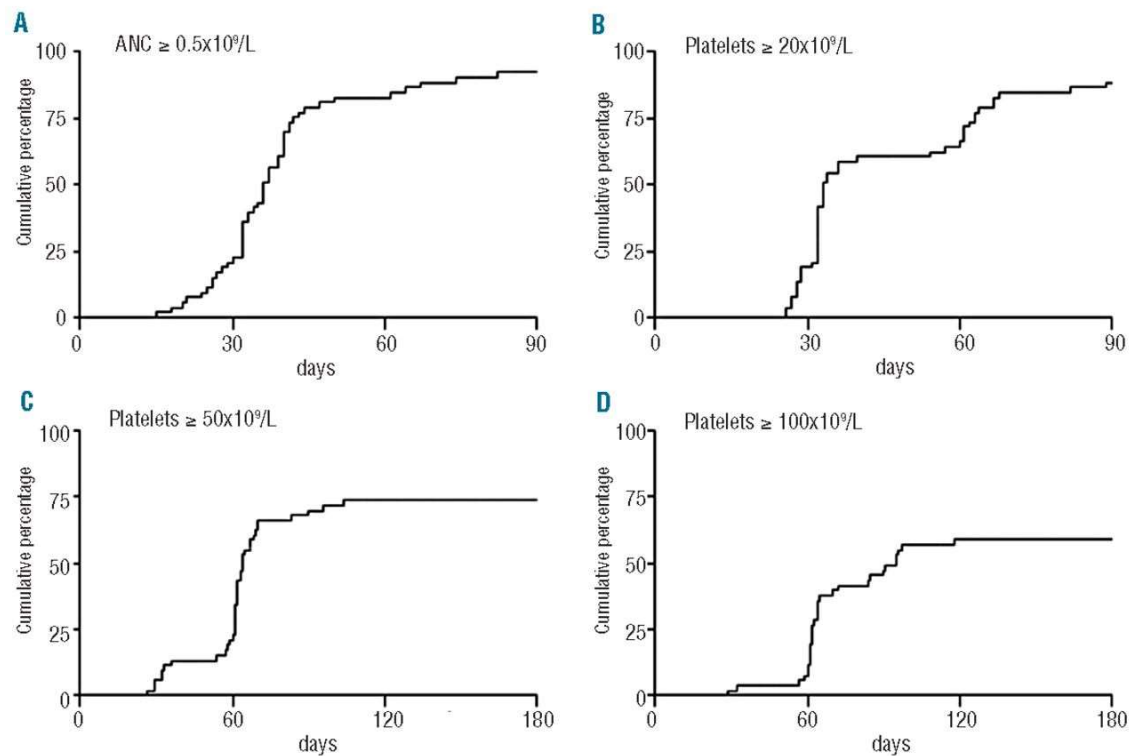 A
ANC ≥ 0.5x10⁹/L
Cumulative percentage
100
75
50
25
0
0 30 60 90
days
B
Platelets ≥ 20x10⁹/L
Cumulative percentage
100
75
50
25
0
0 30 60 90
days
C
Platelets ≥ 50x10⁹/L
Cumulative percentage
100
75
50
25
0
0 60 120 180
days
D
Platelets ≥ 100x10⁹/L
Cumulative percentage
100
75
50
25
0
0 60 120 180
days